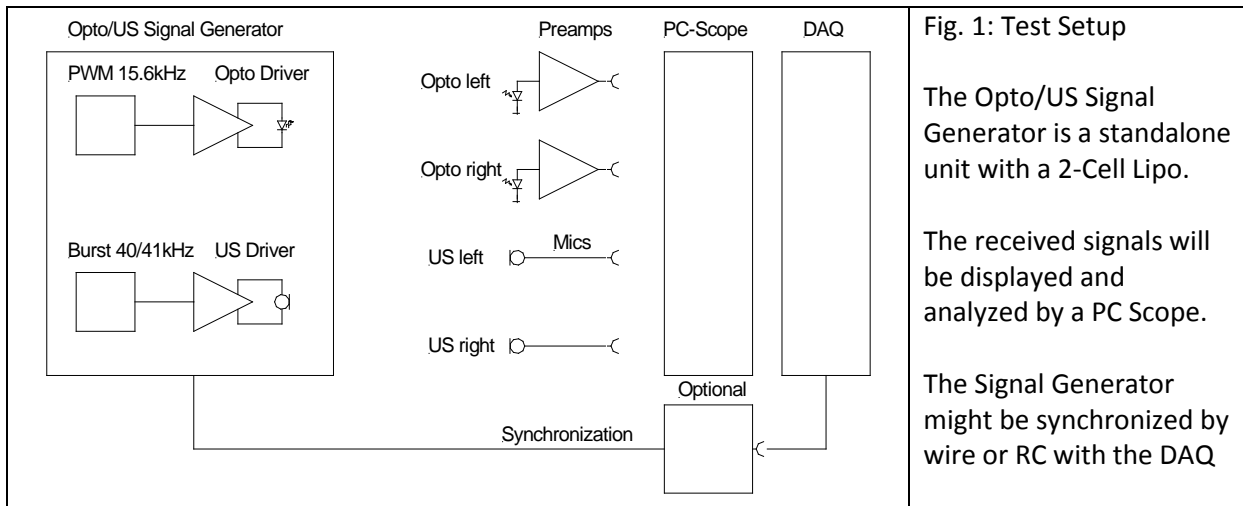 Opto/US Signal Generator
Preamps
PC-Scope
DAQ
PWM 15.6kHz
Opto Driver
Opto left
Opto right
Burst 40/41kHz
US Driver
US left
Mics
US right
Optional
Synchronization
Fig. 1: Test Setup
The Opto/US Signal
Generator is a standalone
unit with a 2-Cell Lipo.
The received signals will
be displayed and
analyzed by a PC Scope.
The Signal Generator
might be synchronized by
wire or RC with the DAQ